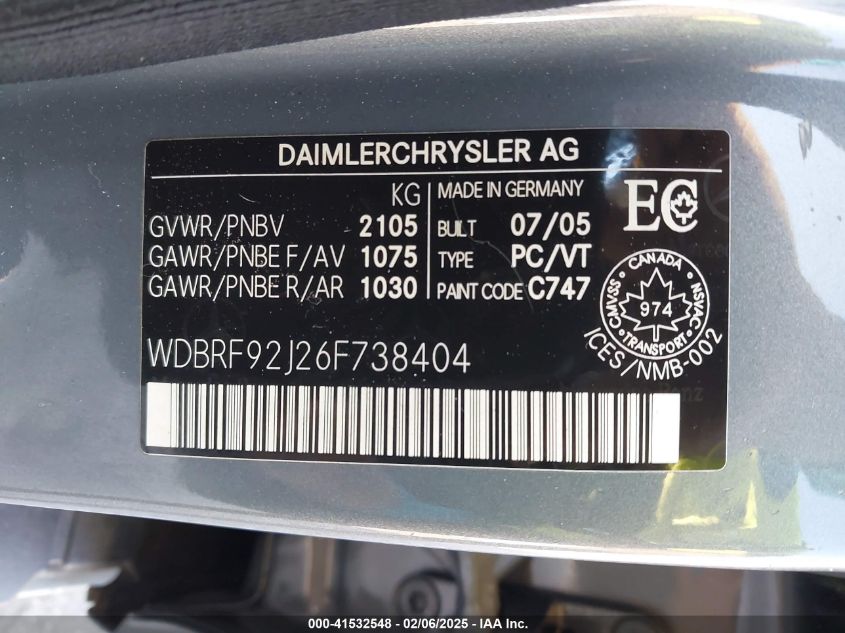 DAIMLERCHRYSLER AG
KG
GVWR/PNBV 2105
GAWR/PNBE F/AV 1075
GAWR/PNBE R/AR 1030
MADE IN GERMANY
BUILT 07/05
TYPE PC/VT
PAINT CODE C747
EC
CANADA
CMVSS 974 NSVAC
TRANSPORT
ICES/NMB-002
WDBRF92J26F738404
000-41532548 - 02/06/2025 - IAA Inc.